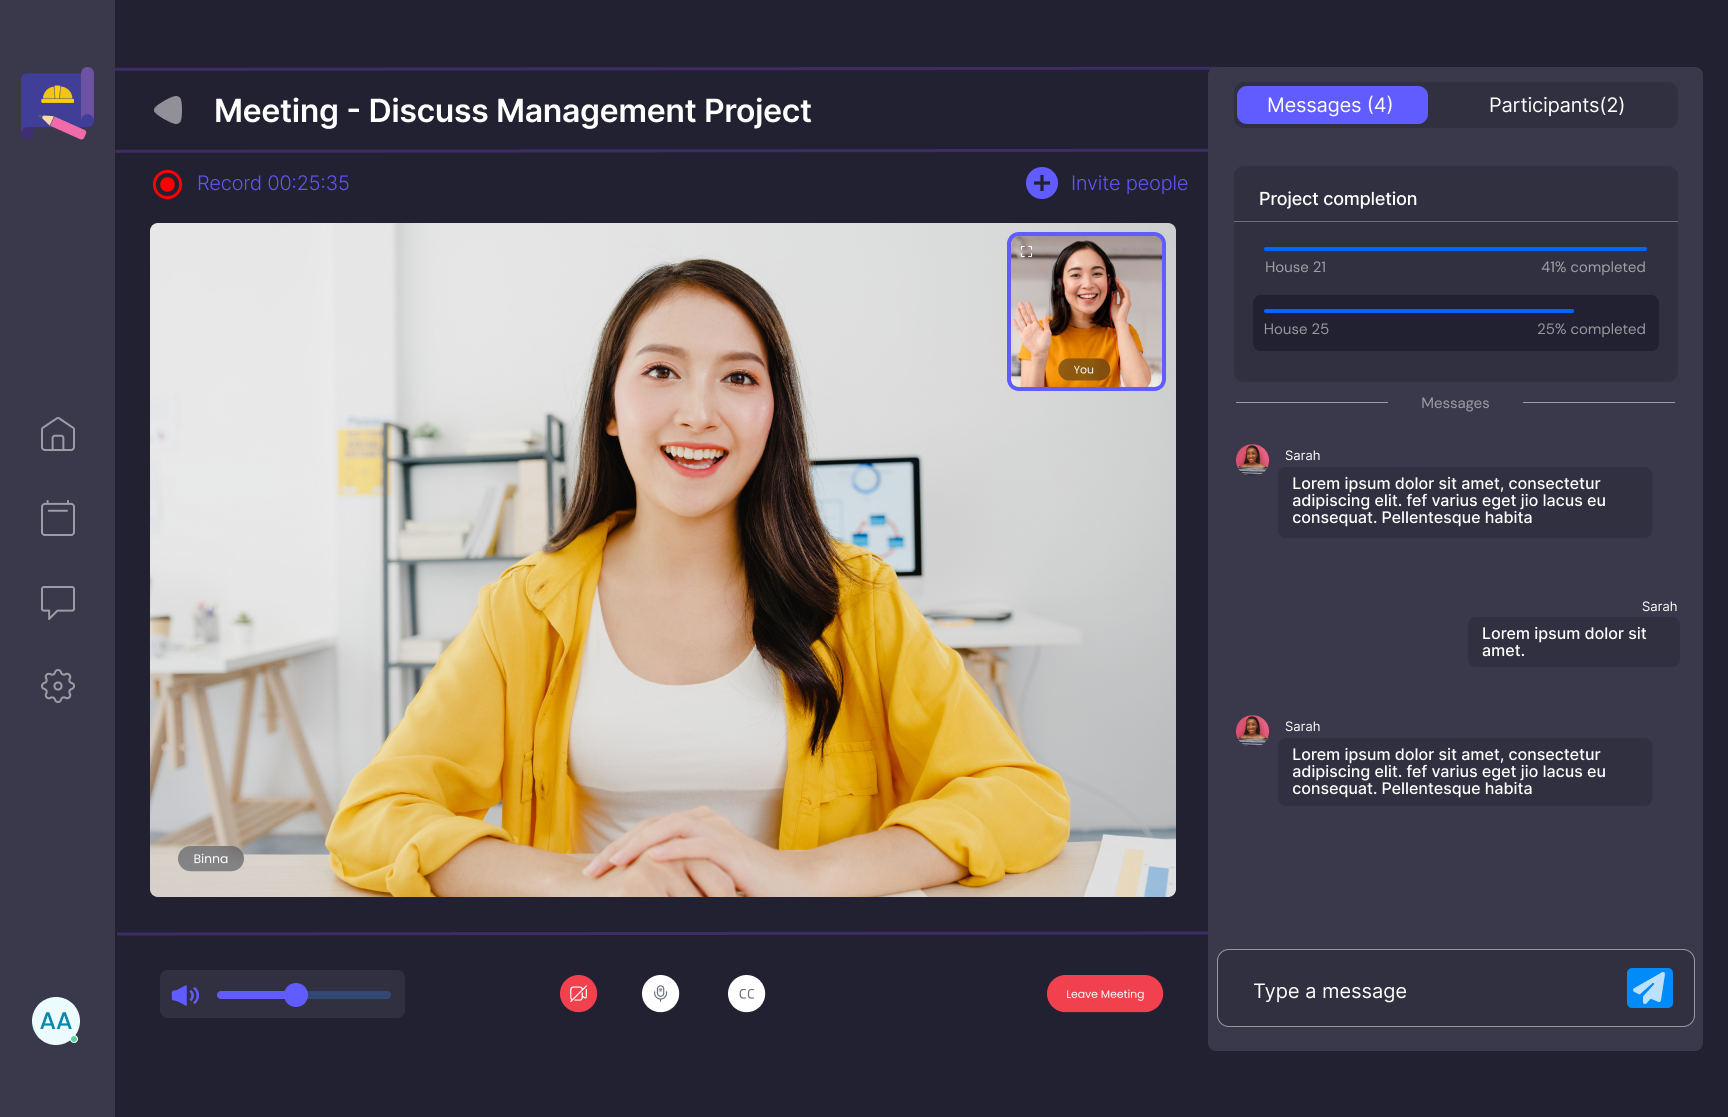 Meeting - Discuss Management Project
Record 00:25:35
Invite people
You
Binna
CC
Leave Meeting
AA
Messages (4)
Participants(2)
Project completion
House 21
41% completed
House 25
25% completed
Messages
Sarah
Lorem ipsum dolor sit amet, consectetur
adipiscing elit. fef varius eget jio lacus eu
consequat. Pellentesque habita
Sarah
Lorem ipsum dolor sit
amet.
Sarah
Lorem ipsum dolor sit amet, consectetur
adipiscing elit. fef varius eget jio lacus eu
consequat. Pellentesque habita
Type a message